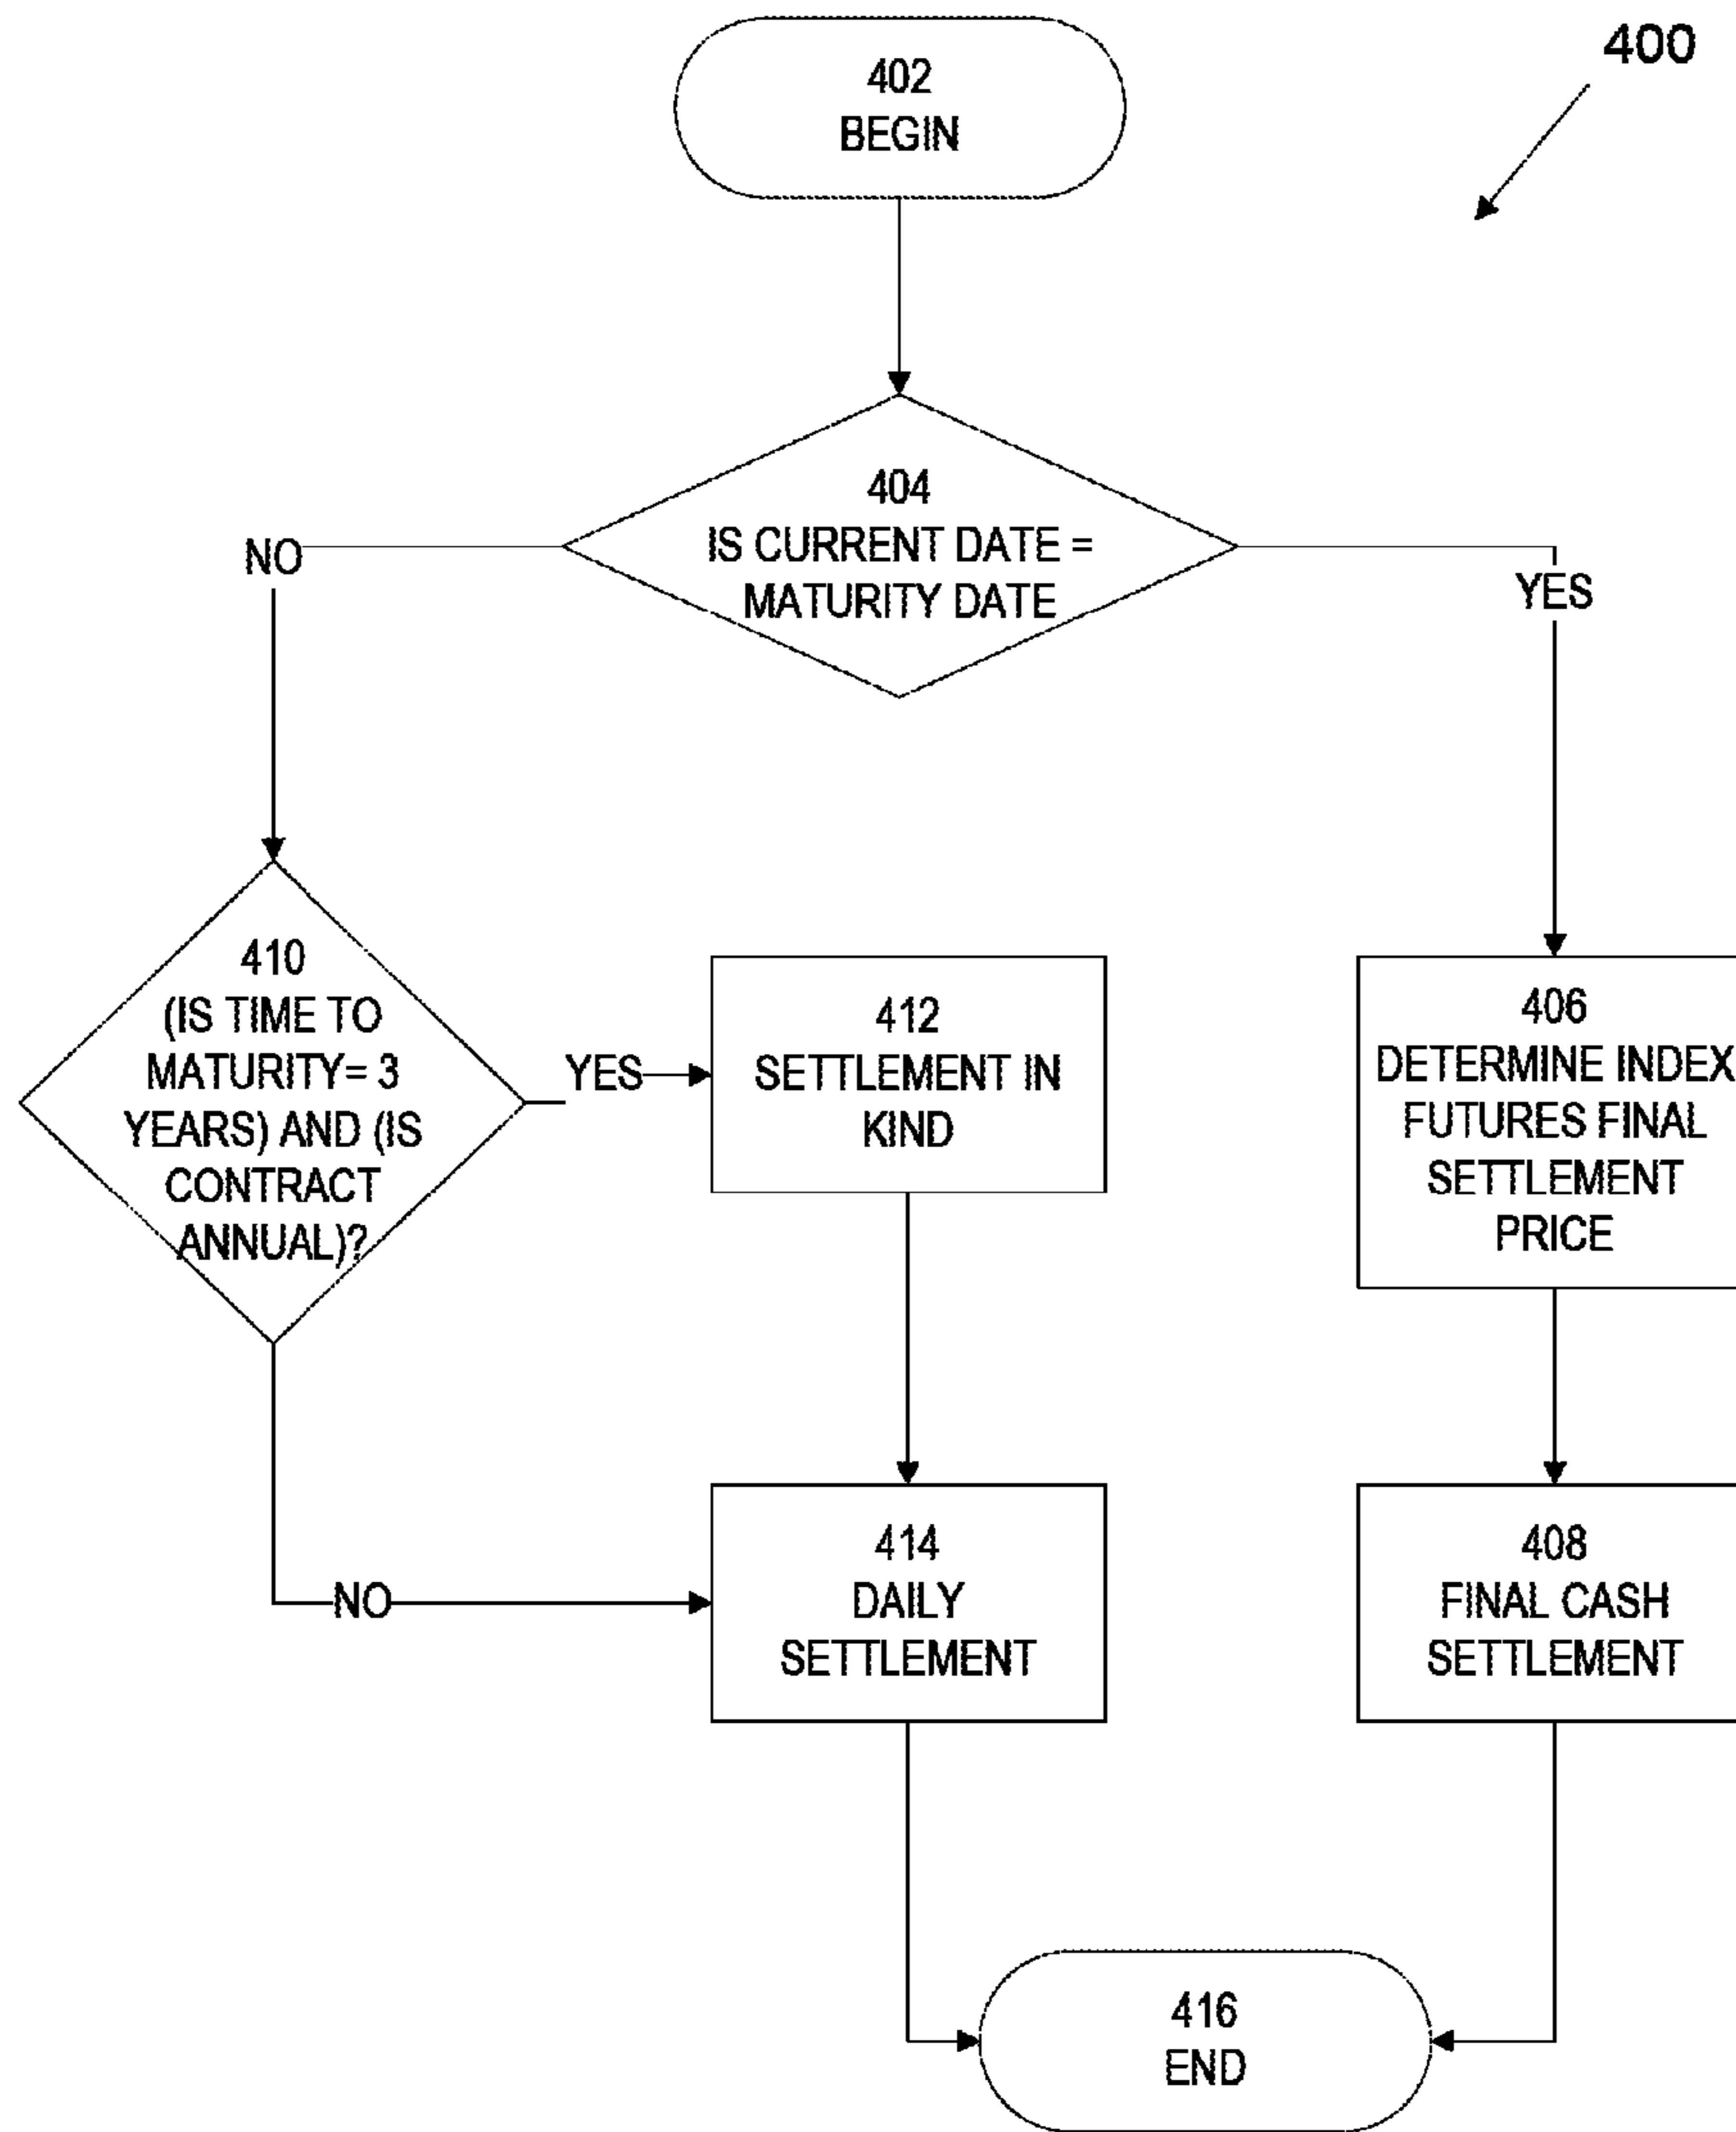 400
402
BEGIN
404
IS CURRENT DATE =
MATURITY DATE
NO
YES
410
(IS TIME TO
MATURITY= 3
YEARS) AND (IS
CONTRACT
ANNUAL)?
YES
412
SETTLEMENT IN
KIND
406
DETERMINE INDEX
FUTURES FINAL
SETTLEMENT
PRICE
NO
414
DAILY
SETTLEMENT
408
FINAL CASH
SETTLEMENT
416
END